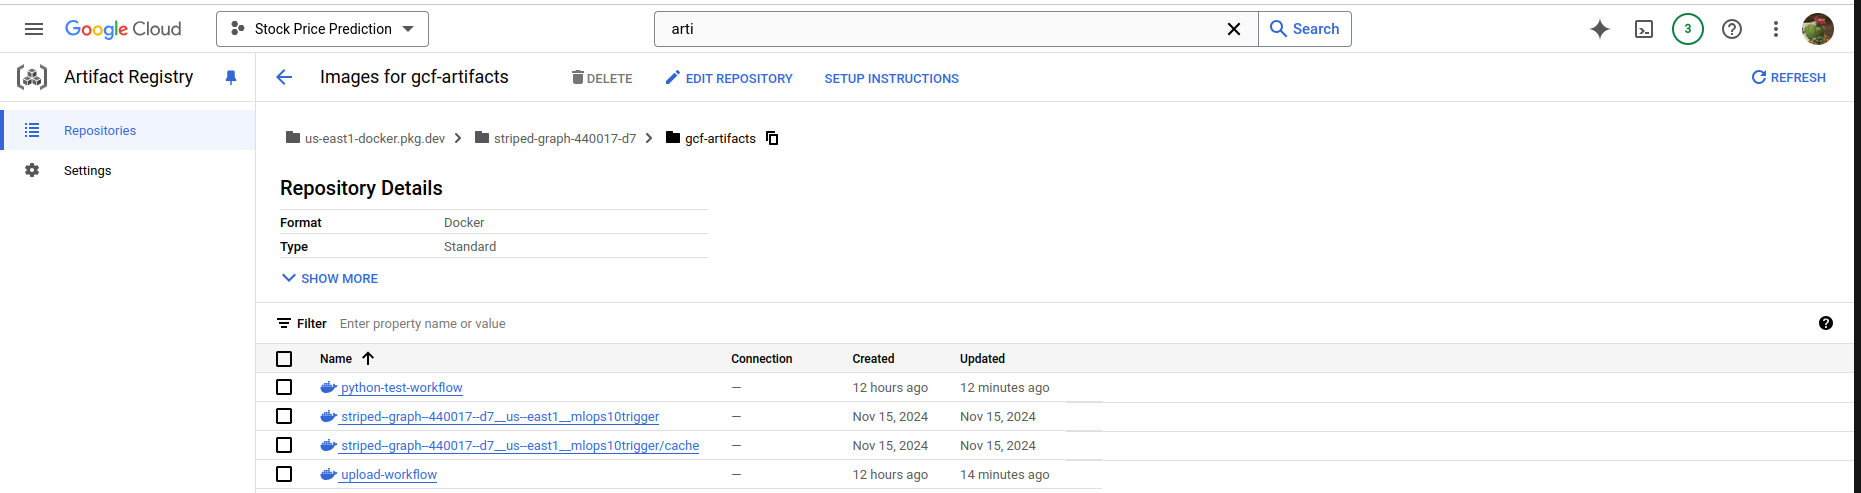 Google Cloud Stock Price Prediction arti Search 3
Artifact Registry Images for gcf-artifacts DELETE EDIT REPOSITORY SETUP INSTRUCTIONS REFRESH
Repositories
Settings
us-east1-docker.pkg.dev striped-graph-440017-d7 gcf-artifacts
Repository Details
Format Docker
Type Standard
SHOW MORE
Filter Enter property name or value
Name Connection Created Updated
python-test-workflow — 12 hours ago 12 minutes ago
striped--graph--440017--d7__us--east1__mlops10trigger — Nov 15, 2024 Nov 15, 2024
striped--graph--440017--d7__us--east1__mlops10trigger/cache — Nov 15, 2024 Nov 15, 2024
upload-workflow — 12 hours ago 14 minutes ago